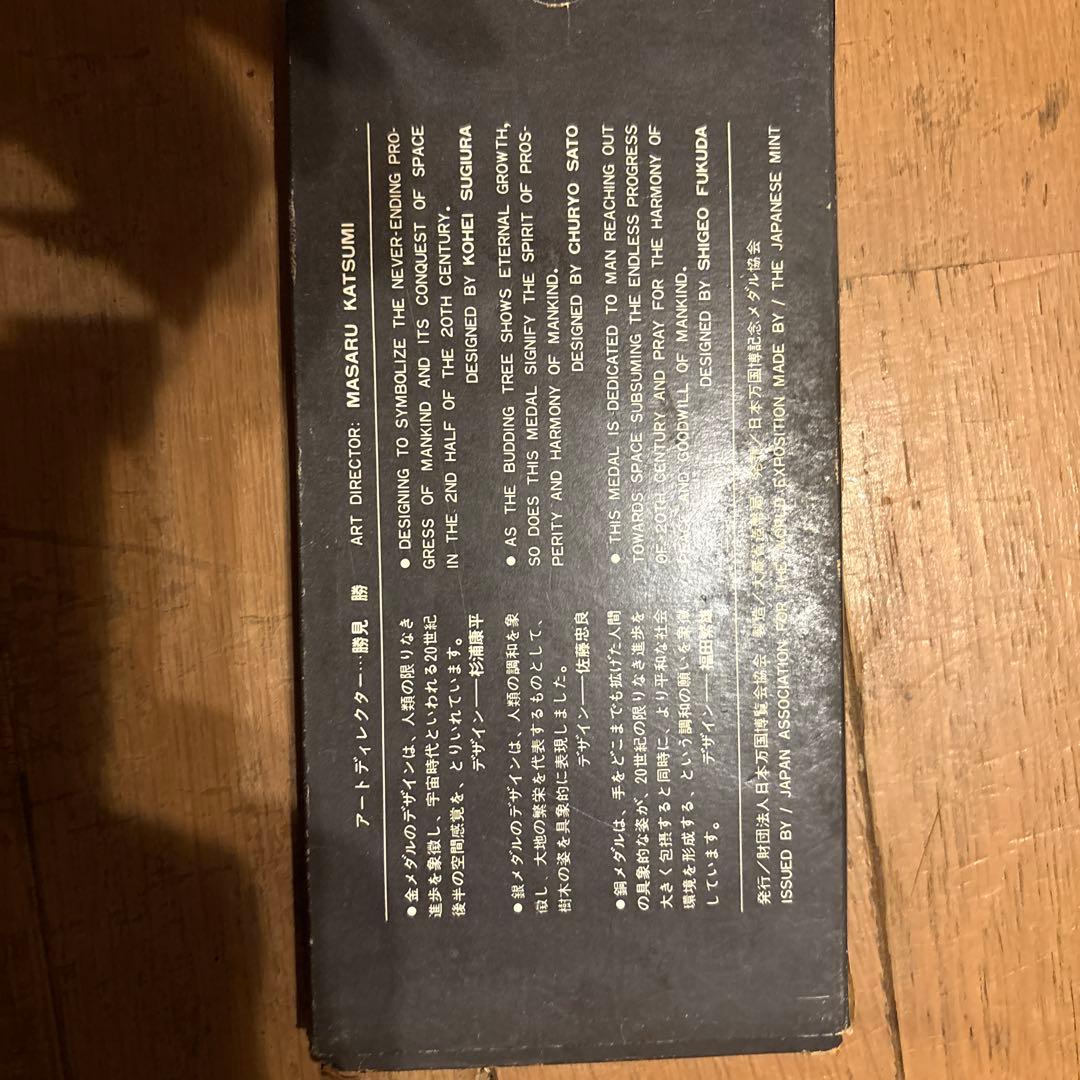 アートディレクター…勝見 勝 ART DIRECTOR: MASARU KATSUMI
●金メダルのデザインは、人類の限りなき
進歩を象徴し、宇宙時代といわれる20世紀
後半の空間感覚を、とりいれています。
デザイン——杉浦康平
●銀メダルのデザインは、人類の調和を象
徴し、大地の繁栄を代表するものとして、
樹木の姿を具象的に表現しました。
デザイン——佐藤忠良
●銅メダルは、手をどこまでも拡げた人間
の具象的な姿が、20世紀の限りなき進歩を
大きく包摂すると同時に、より平和な社会
環境を形成する、という調和の願いを象徴
しています。
デザイン——福田繁雄
● DESIGNING TO SYMBOLIZE THE NEVER-ENDING PRO-
GRESS OF MANKIND AND ITS CONQUEST OF SPACE
IN THE 2ND HALF OF THE 20TH CENTURY.
DESIGNED BY KOHEI SUGIURA
● AS THE BUDDING TREE SHOWS ETERNAL GROWTH,
SO DOES THIS MEDAL SIGNIFY THE SPIRIT OF PROS-
PERITY AND HARMONY OF MANKIND.
DESIGNED BY CHURYO SATO
● THIS MEDAL IS DEDICATED TO MAN REACHING OUT
TOWARDS SPACE SUBSUMING THE ENDLESS PROGRESS
OF 20TH CENTURY AND PRAY FOR THE HARMONY OF
PEACE AND GOODWILL OF MANKIND.
DESIGNED BY SHIGEO FUKUDA
発行／財団法人日本万国博覧会協会 製造／大蔵省造幣局 ／日本万国博記念メダル協会
ISSUED BY / JAPAN ASSOCIATION FOR THE WORLD EXPOSITION MADE BY / THE JAPANESE MINT